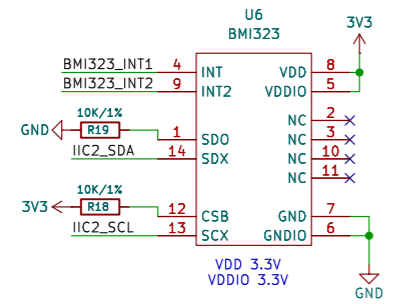 U6
BMI323
3V3
BMI323_INT1 4 INT VDD 8
BMI323_INT2 9 INT2 VDDIO 5
10K/1%
NC 2
GND R19 1 SDO NC 3
IIC2_SDA 14 SDX NC 10
NC 11
10K/1%
3V3 R18 12 CSB GND 7
IIC2_SCL 13 SCX GNDIO 6
VDD 3.3V
VDDIO 3.3V
GND